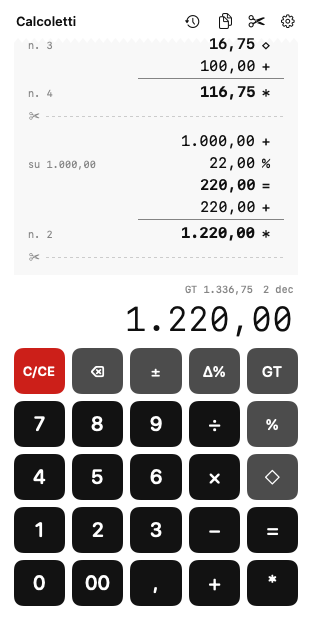 Calcoletti
n. 3 16,75 ◇
100,00 +
n. 4 116,75 *
1.000,00 +
su 1.000,00 22,00 %
220,00 =
220,00 +
n. 2 1.220,00 *
GT 1.336,75 2 dec
1.220,00
C/CE ⌫ ± Δ% GT
7 8 9 ÷ %
4 5 6 × ◇
1 2 3 − =
0 00 , + *